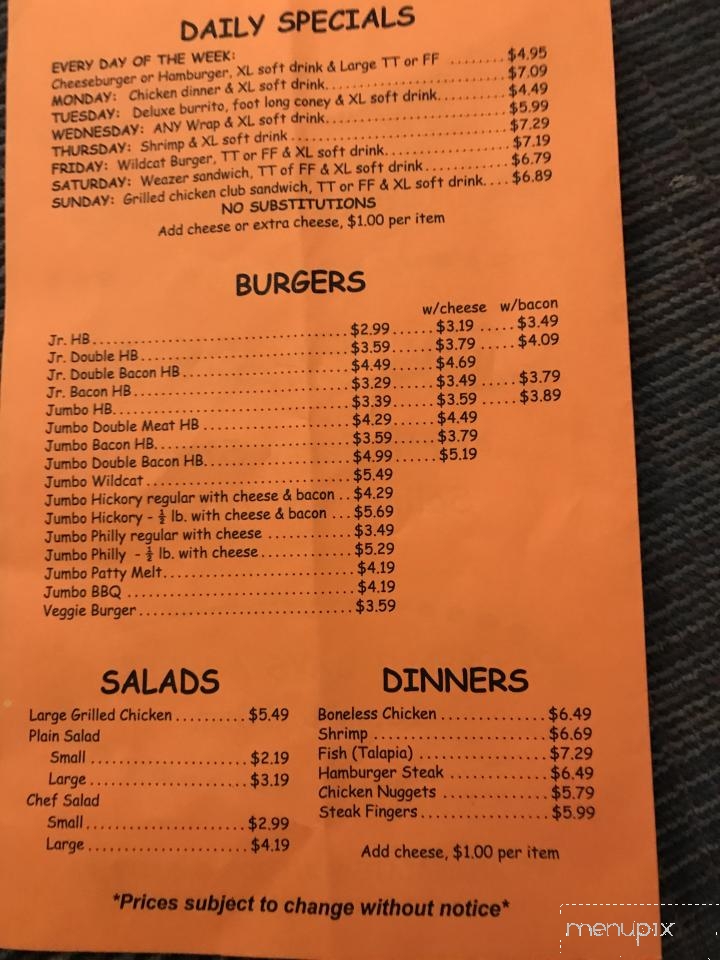 DAILY SPECIALS
EVERY DAY OF THE WEEK:
Cheeseburger or Hamburger, XL soft drink & Large TT or FF ........ $4.95
MONDAY: Chicken dinner & XL soft drink........................ $7.09
TUESDAY: Deluxe burrito, foot long coney & XL soft drink.......... $4.49
WEDNESDAY: ANY Wrap & XL soft drink........................ $5.99
THURSDAY: Shrimp & XL soft drink ........................ $7.29
FRIDAY: Wildcat Burger, TT or FF & XL soft drink.................. $7.19
SATURDAY: Weazer sandwich, TT of FF & XL soft drink............ $6.79
SUNDAY: Grilled chicken club sandwich, TT or FF & XL soft drink.... $6.89
NO SUBSTITUTIONS
Add cheese or extra cheese, $1.00 per item
BURGERS
w/cheese w/bacon
Jr. HB........................ $2.99...... $3.19 ..... $3.49
Jr. Double HB........................ $3.59...... $3.79 ..... $4.09
Jr. Double Bacon HB........................ $4.49...... $4.69
Jr. Bacon HB........................ $3.29...... $3.49 ..... $3.79
Jumbo HB........................ $3.39...... $3.59 ..... $3.89
Jumbo Double Meat HB ........................ $4.29...... $4.49
Jumbo Bacon HB........................ $3.59...... $3.79
Jumbo Double Bacon HB........................ $4.99...... $5.19
Jumbo Wildcat........................ $5.49
Jumbo Hickory regular with cheese & bacon .. $4.29
Jumbo Hickory - ½ lb. with cheese & bacon ... $5.69
Jumbo Philly regular with cheese ............ $3.49
Jumbo Philly - ½ lb. with cheese............. $5.29
Jumbo Patty Melt........................ $4.19
Jumbo BBQ ........................ $4.19
Veggie Burger........................ $3.59
SALADS
Large Grilled Chicken.......... $5.49
Plain Salad
Small ...................... $2.19
Large ...................... $3.19
Chef Salad
Small...................... $2.99
Large ...................... $4.19
DINNERS
Boneless Chicken ............... $6.49
Shrimp ........................ $6.69
Fish (Talapia) .................. $7.29
Hamburger Steak .............. $6.49
Chicken Nuggets ............... $5.79
Steak Fingers.................. $5.99
Add cheese, $1.00 per item
*Prices subject to change without notice*
menupix